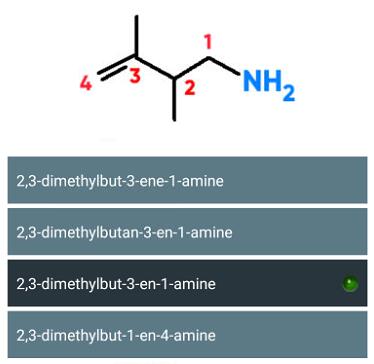 1
4
3
2
NH2
2,3-dimethylbut-3-ene-1-amine
2,3-dimethylbutan-3-en-1-amine
2,3-dimethylbut-3-en-1-amine
2,3-dimethylbut-1-en-4-amine